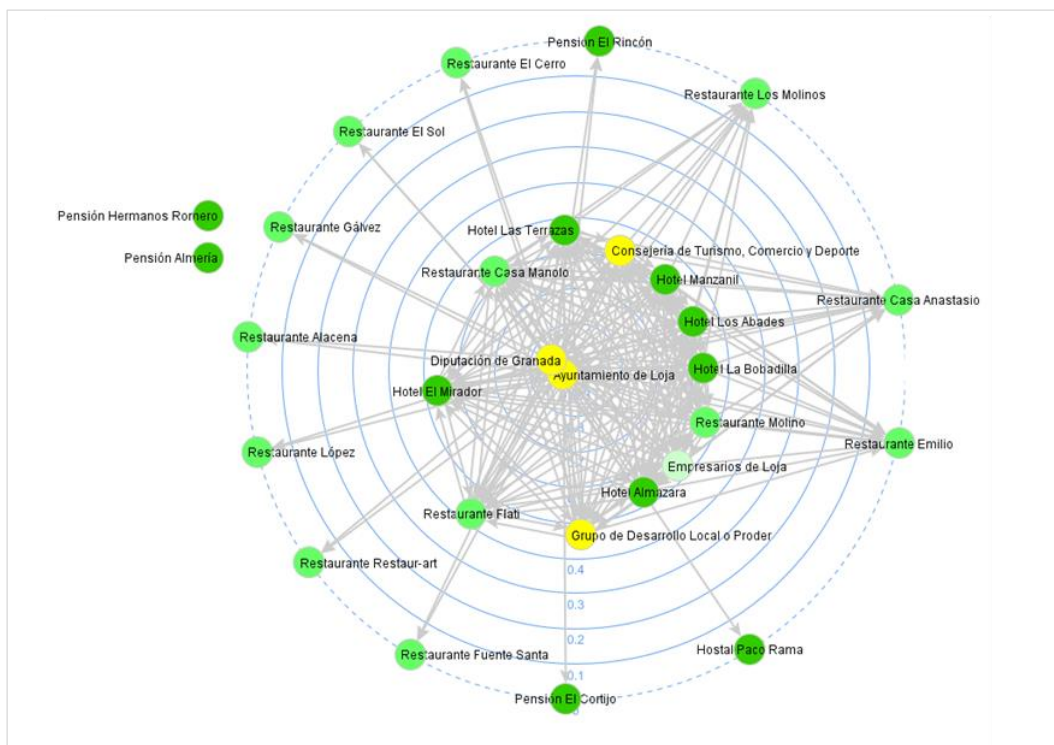 Pensión El Rincón
Restaurante El Cerro
Restaurante Los Molinos
Restaurante El Sol
Pensión Hermanos Romero
Restaurante Gálvez
Hotel Las Terrazas
Consejería de Turismo, Comercio y Deporte
Pensión Almería
Restaurante Casa Manolo
Hotel Manzanil
Restaurante Casa Anastasio
Hotel Los Abades
Restaurante Alacena
Diputación de Granada
Ayuntamiento de Loja
Hotel La Bobadilla
Hotel El Mirador
Restaurante Molino
Restaurante Emilio
Restaurante López
Empresarios de Loja
Hotel Almazara
Restaurante Flati
Grupo de Desarrollo Local o Proder
Restaurante Restaur-art
0.4
0.3
0.2
Restaurante Fuente Santa
Hostal Paco Rama
0.1
Pensión El Cortijo